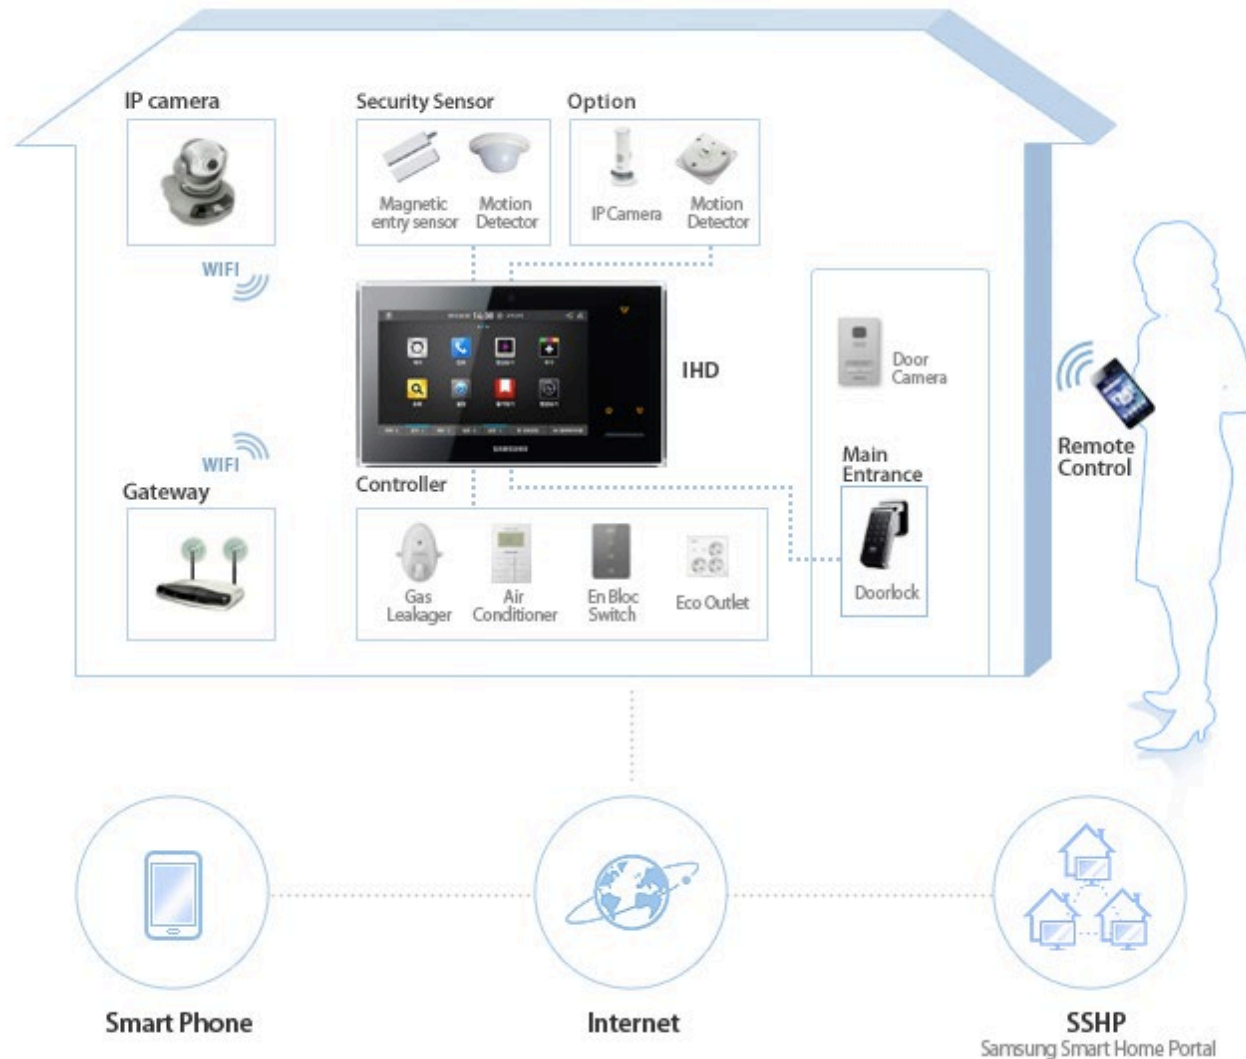 IP camera
Security Sensor
Option
Magnetic
entry sensor
Motion
Detector
IP Camera
Motion
Detector
WIFI
14:30
IHD
SAMSUNG
Door
Camera
WIFI
Gateway
Controller
Main
Entrance
Remote
Control
Gas
Leakager
Air
Conditioner
En Bloc
Switch
Eco Outlet
Doorlock
Smart Phone
Internet
SSHP
Samsung Smart Home Portal